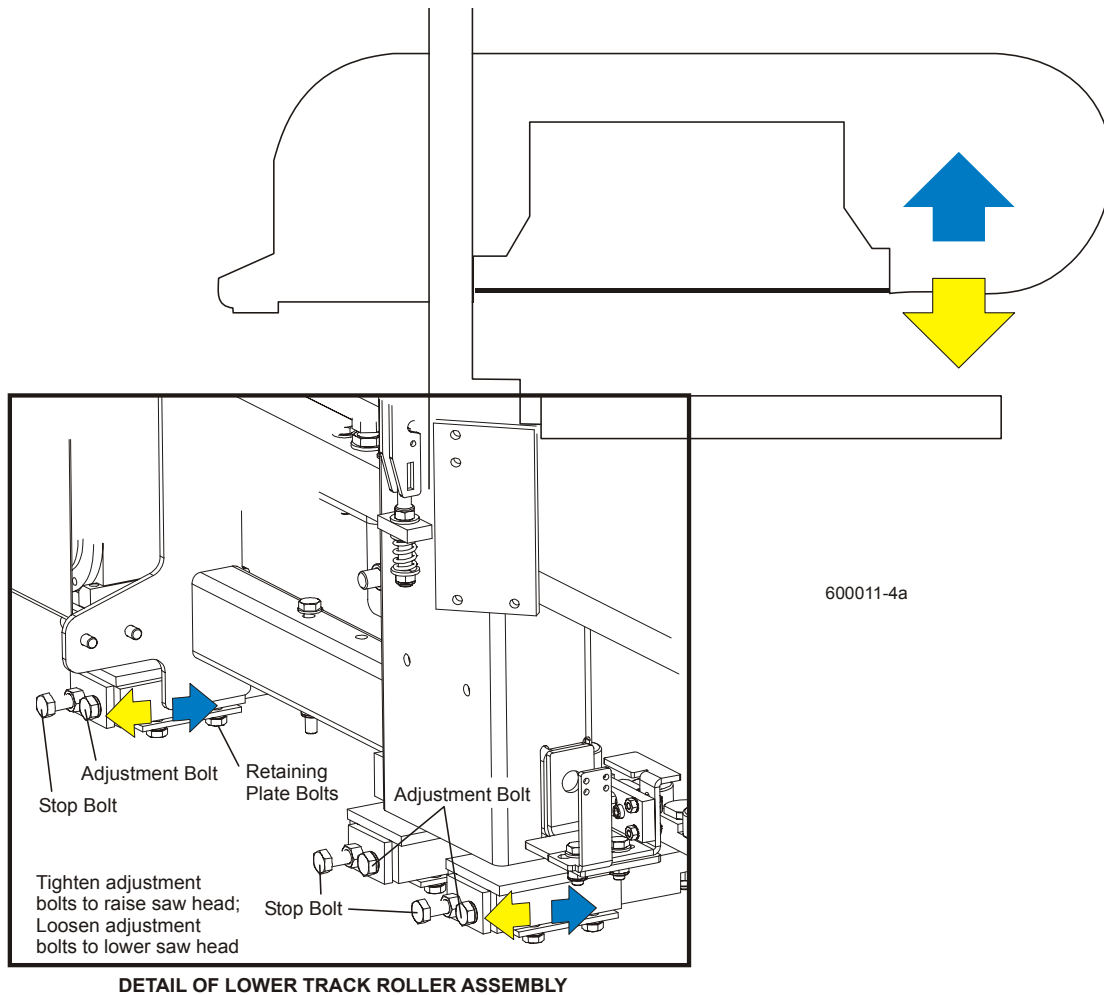 600011-4a
Adjustment Bolt
Stop Bolt
Retaining
Plate Bolts
Adjustment Bolt
Stop Bolt
Tighten adjustment
bolts to raise saw head;
Loosen adjustment
bolts to lower saw head
DETAIL OF LOWER TRACK ROLLER ASSEMBLY